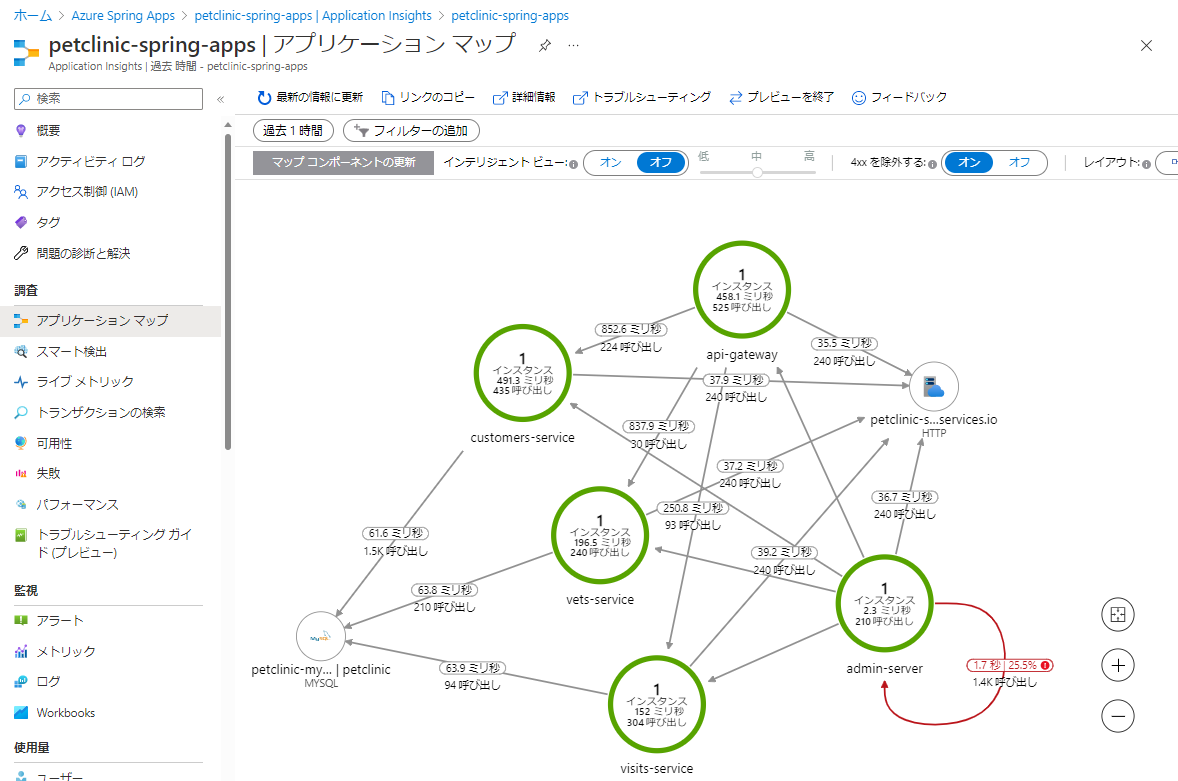 ホーム > Azure Spring Apps > petclinic-spring-apps | Application Insights > petclinic-spring-apps
petclinic-spring-apps | アプリケーション マップ
Application Insights | 過去 時間 - petclinic-spring-apps
検索
«
最新の情報に更新 リンクのコピー 詳細情報 トラブルシューティング プレビューを終了 フィードバック
過去 1 時間 フィルターの追加
マップ コンポーネントの更新 インテリジェント ビュー: オン オフ 低 中 高 4xx を除外する: オン オフ レイアウト:
概要
アクティビティ ログ
アクセス制御 (IAM)
タグ
問題の診断と解決
調査
アプリケーション マップ
スマート検出
ライブ メトリック
トランザクションの検索
可用性
失敗
パフォーマンス
トラブルシューティング ガイ
ド (プレビュー)
監視
アラート
メトリック
ログ
Workbooks
使用量
ユーザー
1
インスタンス
458.1 ミリ秒
525 呼び出し
api-gateway
852.6 ミリ秒
224 呼び出し
35.5 ミリ秒
240 呼び出し
1
インスタンス
491.3 ミリ秒
435 呼び出し
customers-service
37.9 ミリ秒
240 呼び出し
petclinic-s...services.io
HTTP
837.9 ミリ秒
30 呼び出し
37.2 ミリ秒
240 呼び出し
250.8 ミリ秒
93 呼び出し
36.7 ミリ秒
240 呼び出し
61.6 ミリ秒
1.5K 呼び出し
1
インスタンス
196.5 ミリ秒
240 呼び出し
vets-service
39.2 ミリ秒
240 呼び出し
63.8 ミリ秒
210 呼び出し
1
インスタンス
2.3 ミリ秒
210 呼び出し
admin-server
1.7 秒 | 25.5%
1.4K 呼び出し
MySQL
petclinic-my... | petclinic
MYSQL
63.9 ミリ秒
94 呼び出し
1
インスタンス
152 ミリ秒
304 呼び出し
visits-service